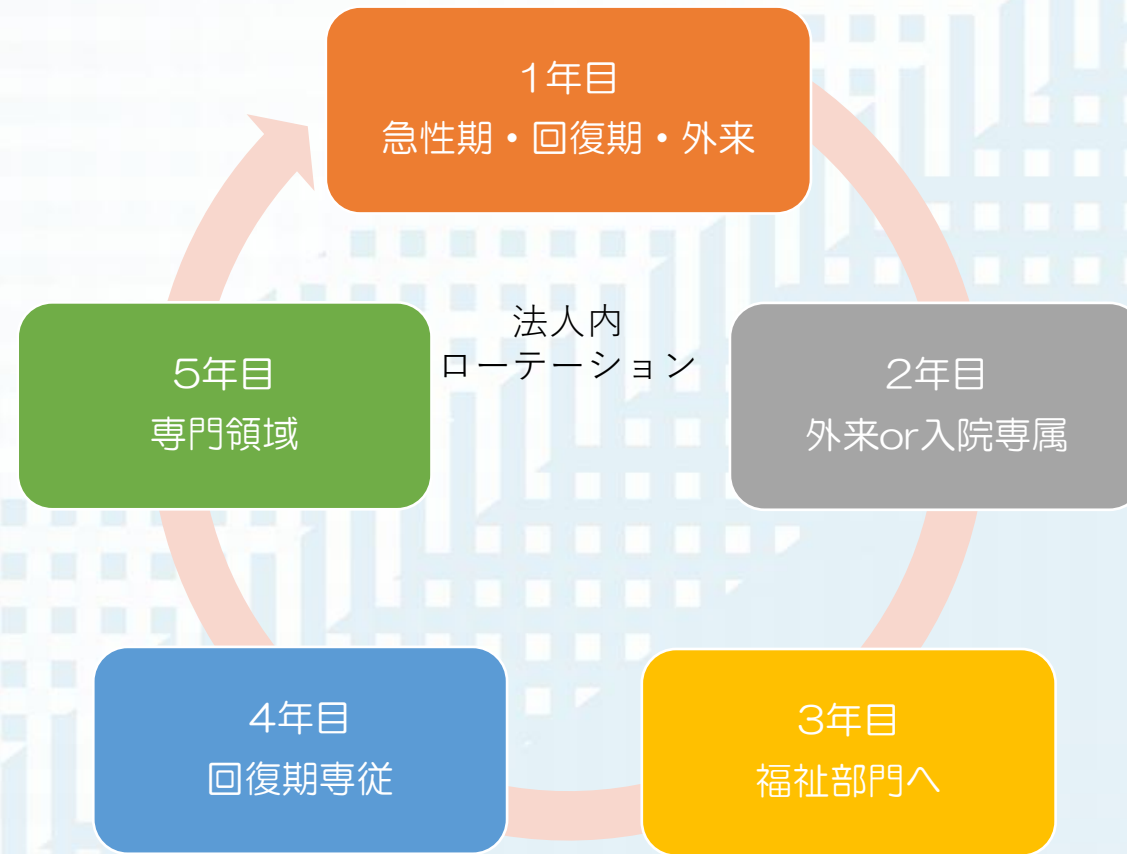 1年目
急性期・回復期・外来
法人内
ローテーション
2年目
外来or入院専属
3年目
福祉部門へ
4年目
回復期専従
5年目
専門領域